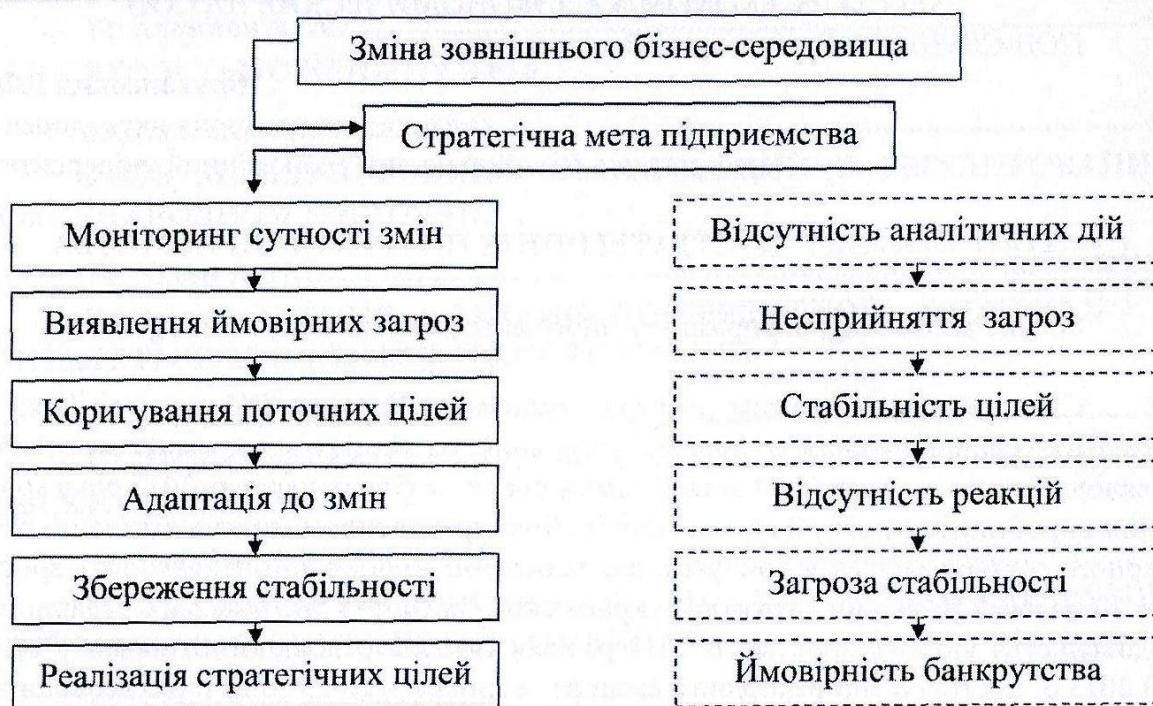 Зміна зовнішнього бізнес-середовища
Стратегічна мета підприємства
Моніторинг сутності змін
Виявлення ймовірних загроз
Коригування поточних цілей
Адаптація до змін
Збереження стабільності
Реалізація стратегічних цілей
Відсутність аналітичних дій
Несприйняття загроз
Стабільність цілей
Відсутність реакцій
Загроза стабільності
Ймовірність банкрутства